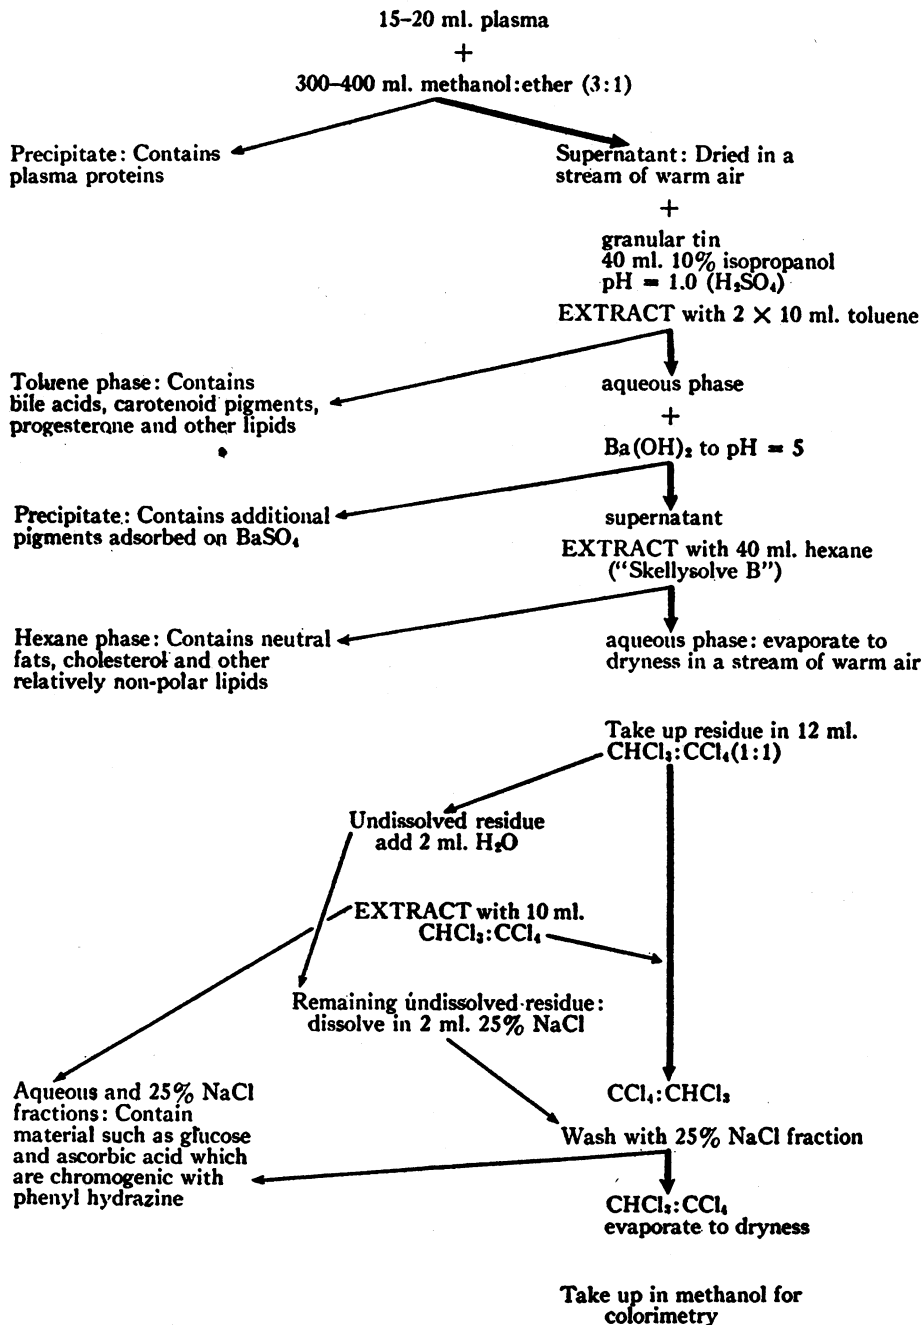 15–20 ml. plasma
+
300–400 ml. methanol:ether (3:1)
Precipitate: Contains
plasma proteins
Supernatant: Dried in a
stream of warm air
+
granular tin
40 ml. 10% isopropanol
pH = 1.0 (H₂SO₄)
EXTRACT with 2 × 10 ml. toluene
Toluene phase: Contains
bile acids, carotenoid pigments,
progesterone and other lipids
aqueous phase
+
Ba(OH)₂ to pH = 5
Precipitate: Contains additional
pigments adsorbed on BaSO₄
supernatant
EXTRACT with 40 ml. hexane
("Skellysolve B")
Hexane phase: Contains neutral
fats, cholesterol and other
relatively non-polar lipids
aqueous phase: evaporate to
dryness in a stream of warm air
Take up residue in 12 ml.
CHCl₃:CCl₄(1:1)
Undissolved residue
add 2 ml. H₂O
EXTRACT with 10 ml.
CHCl₃:CCl₄
Remaining undissolved residue:
dissolve in 2 ml. 25% NaCl
Aqueous and 25% NaCl
fractions: Contain
material such as glucose
and ascorbic acid which
are chromogenic with
phenyl hydrazine
CCl₄:CHCl₃
Wash with 25% NaCl fraction
CHCl₃:CCl₄
evaporate to dryness
Take up in methanol for
colorimetry